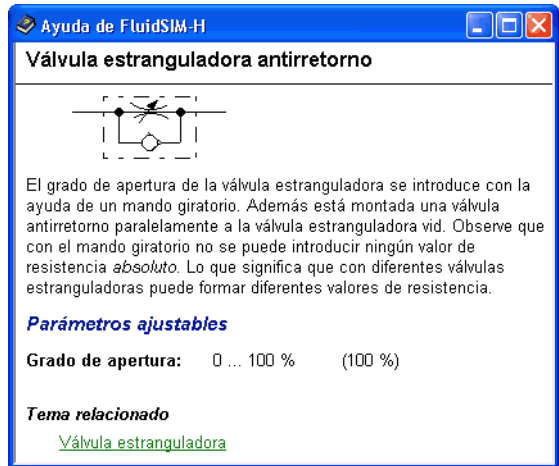 Ayuda de FluidSIM-H
Válvula estranguladora antirretorno
El grado de apertura de la válvula estranguladora se introduce con la
ayuda de un mando giratorio. Además está montada una válvula
antirretorno paralelamente a la válvula estranguladora vid. Observe que
con el mando giratorio no se puede introducir ningún valor de
resistencia absoluto. Lo que significa que con diferentes válvulas
estranguladoras puede formar diferentes valores de resistencia.
Parámetros ajustables
Grado de apertura: 0 ... 100 % (100 %)
Tema relacionado
Válvula estranguladora